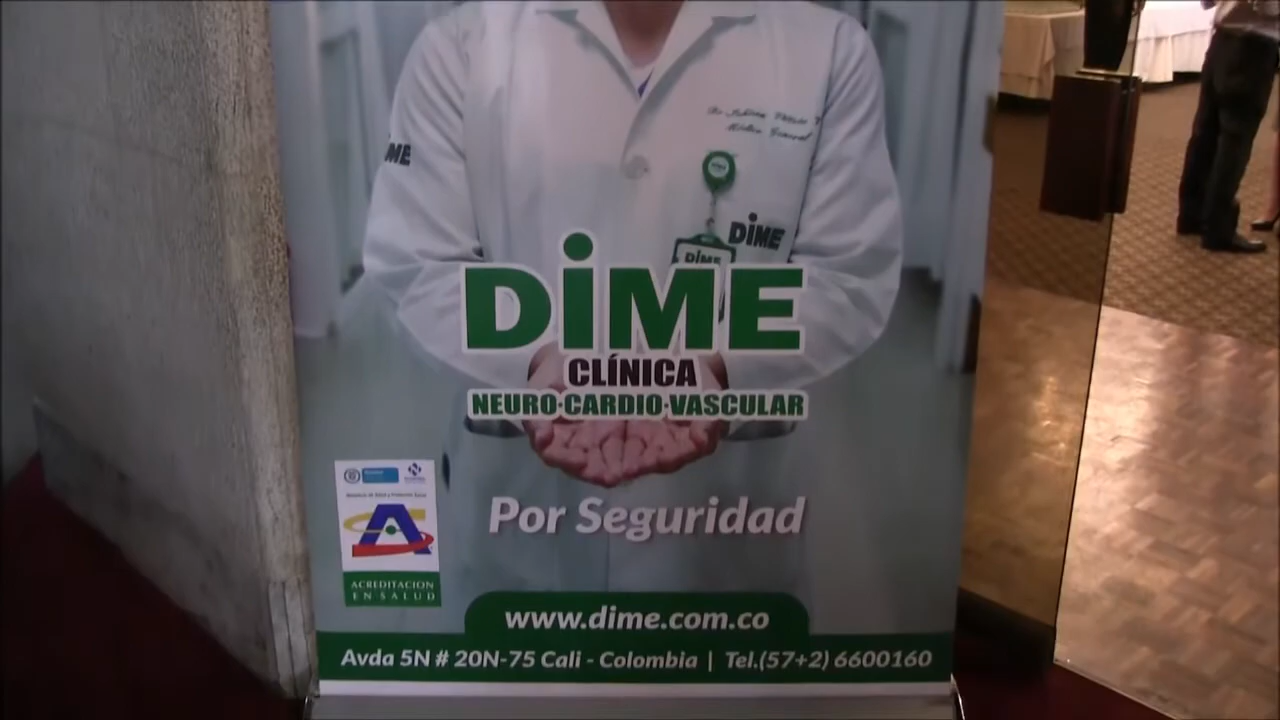 DiME
DiME
DiME
CLÍNICA
NEURO·CARDIO·VASCULAR
Por Seguridad
ACREDITACION
EN SALUD
www.dime.com.co
Avda 5N # 20N-75 Cali - Colombia | Tel.(57+2) 6600160